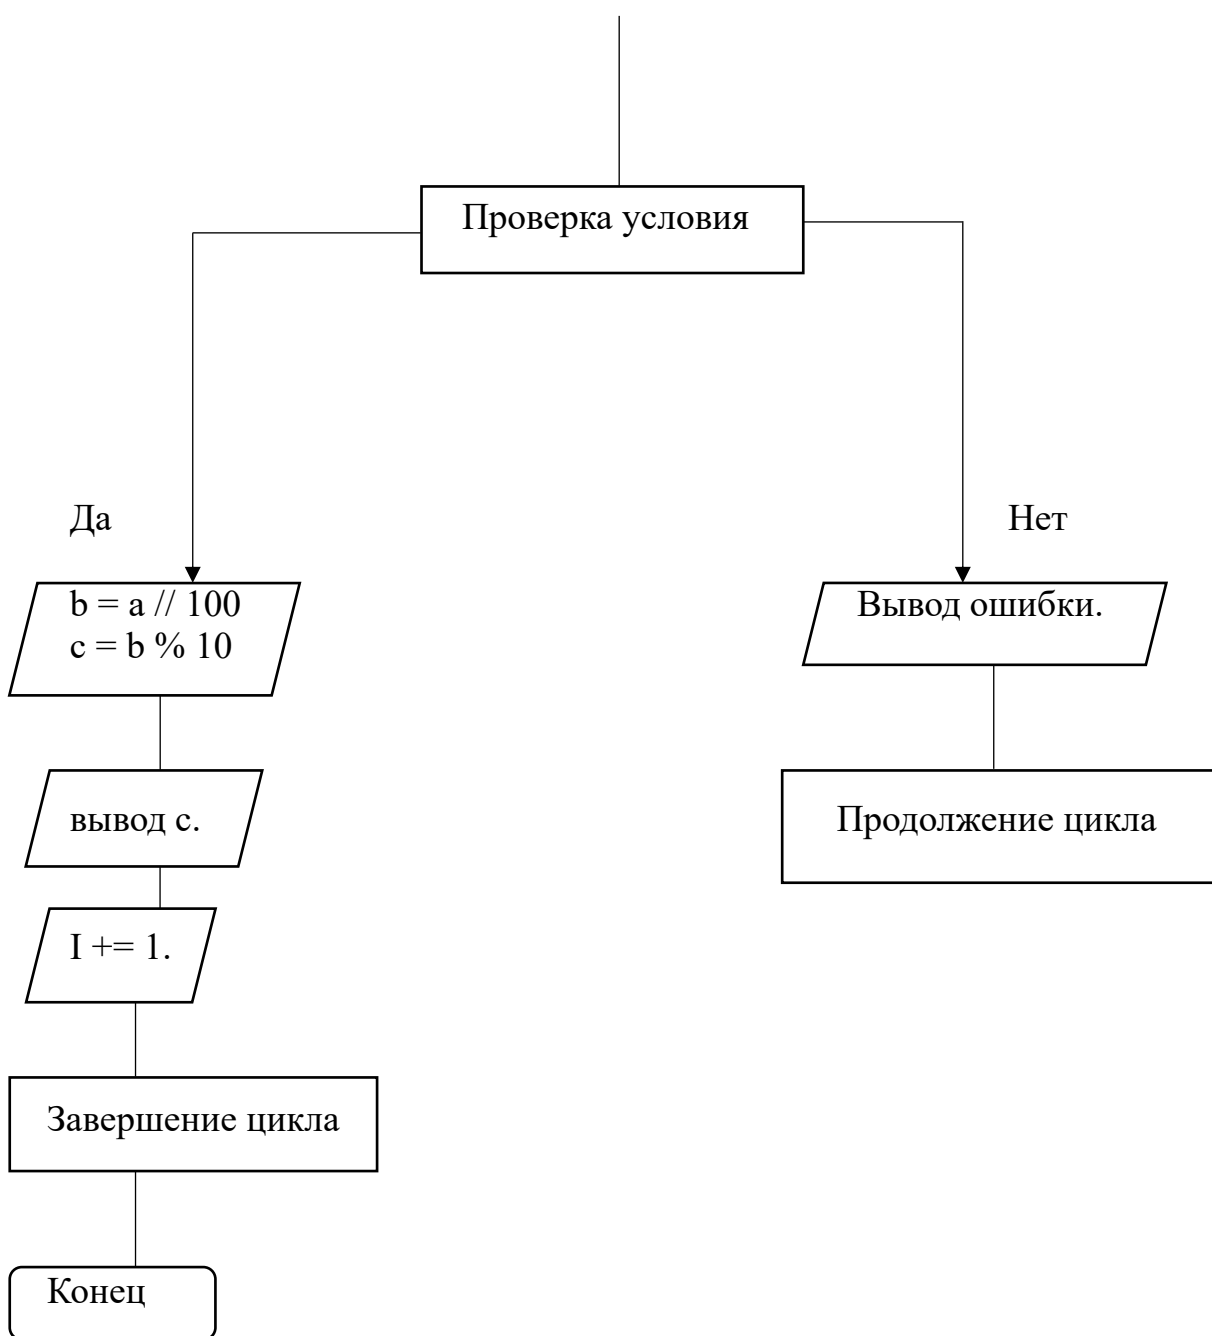 Проверка условия
Да
Нет
b = a // 100
c = b % 10
Вывод ошибки.
вывод с.
Продолжение цикла
I += 1.
Завершение цикла
Конец